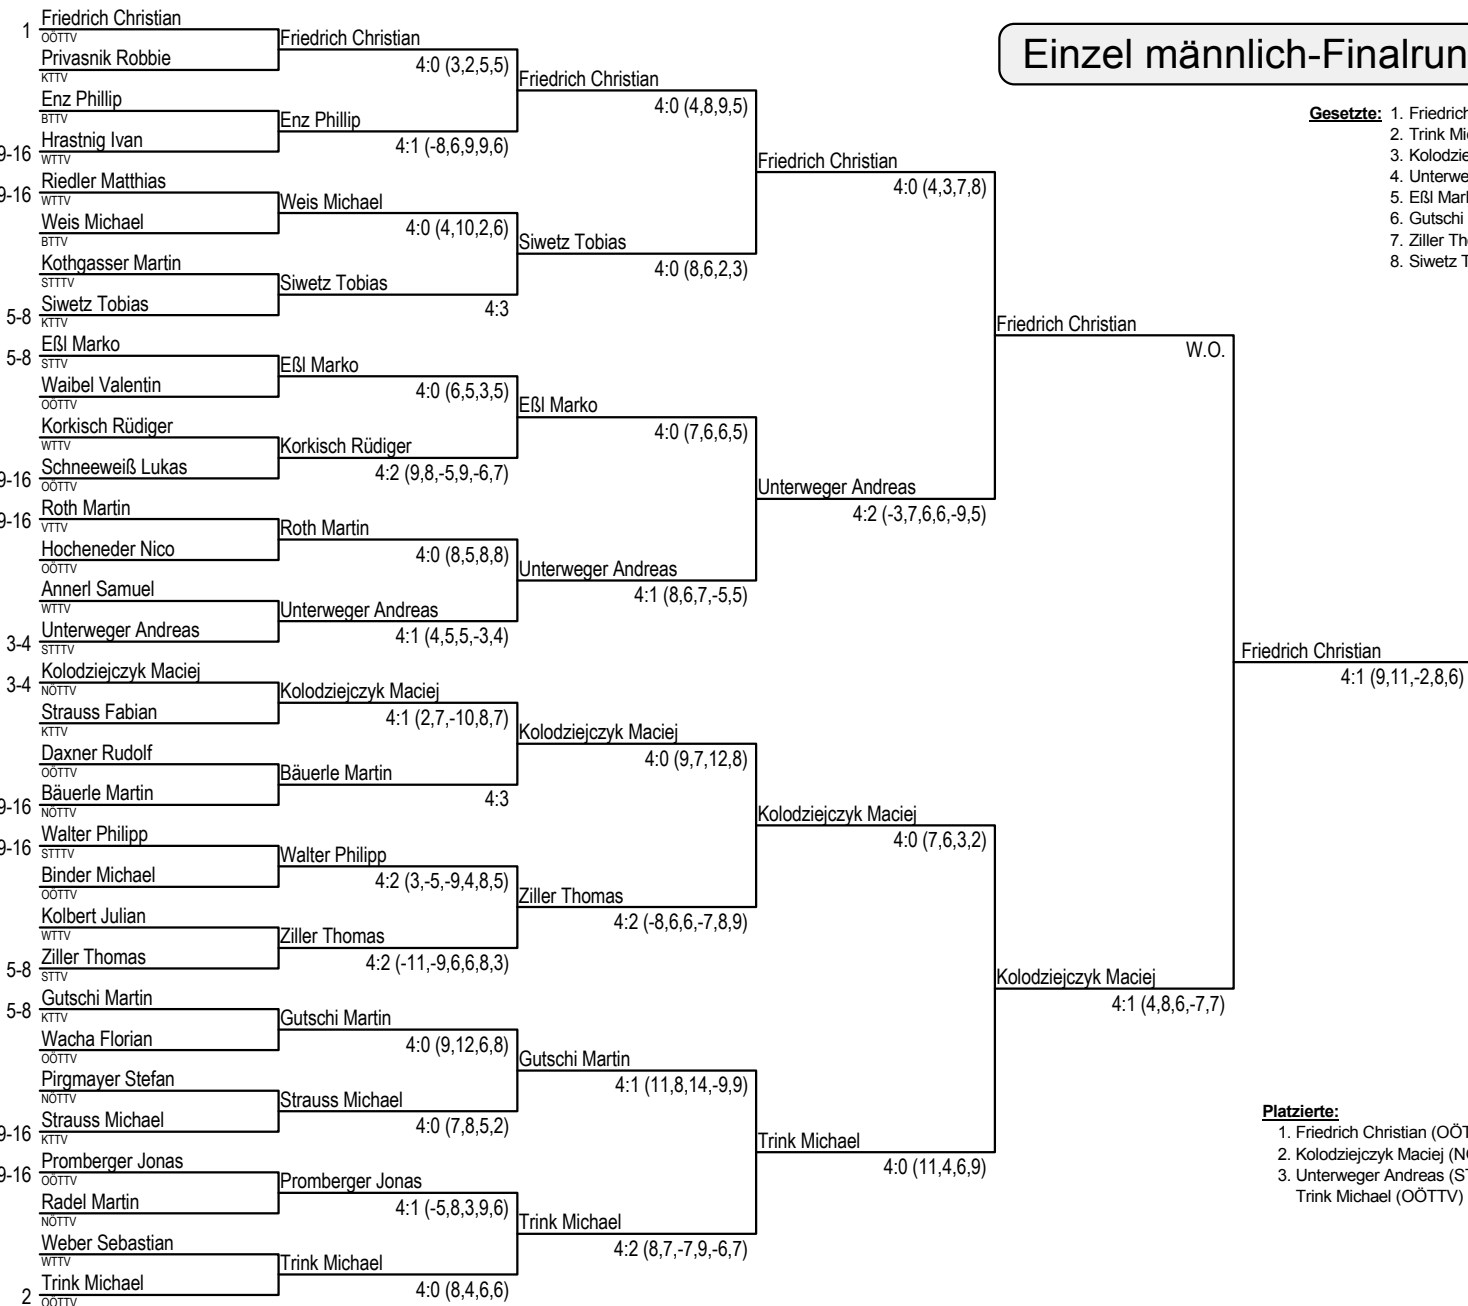 Einzel männlich-Finalrun
Gesetzte: 1. Friedrich
2. Trink Mi
3. Kolodzie
4. Unterwe
5. Eßl Mar
6. Gutschi
7. Ziller Th
8. Siwetz T
1 Friedrich Christian
OÖTTV
Privasnik Robbie
KTTV
Enz Phillip
BTTV
9-16 Hrastnig Ivan
WTTV
9-16 Riedler Matthias
WTTV
Weis Michael
BTTV
Kothgasser Martin
STTTV
5-8 Siwetz Tobias
KTTV
5-8 Eßl Marko
STTV
Waibel Valentin
OÖTTV
Korkisch Rüdiger
WTTV
9-16 Schneeweiß Lukas
OÖTTV
9-16 Roth Martin
VTTV
Hocheneder Nico
OÖTTV
Annerl Samuel
WTTV
3-4 Unterweger Andreas
STTTV
3-4 Kolodziejczyk Maciej
NÖTTV
Strauss Fabian
KTTV
Daxner Rudolf
OÖTTV
9-16 Bäuerle Martin
NÖTTV
9-16 Walter Philipp
STTTV
Binder Michael
OÖTTV
Kolbert Julian
WTTV
5-8 Ziller Thomas
STTV
5-8 Gutschi Martin
KTTV
Wacha Florian
OÖTTV
Pirgmayer Stefan
NÖTTV
9-16 Strauss Michael
KTTV
9-16 Promberger Jonas
OÖTTV
Radel Martin
NÖTTV
Weber Sebastian
WTTV
2 Trink Michael
OÖTTV
Friedrich Christian
4:0 (3,2,5,5)
Enz Phillip
4:1 (-8,6,9,9,6)
Weis Michael
4:0 (4,10,2,6)
Siwetz Tobias
4:3
Eßl Marko
4:0 (6,5,3,5)
Korkisch Rüdiger
4:2 (9,8,-5,9,-6,7)
Roth Martin
4:0 (8,5,8,8)
Unterweger Andreas
4:1 (4,5,5,-3,4)
Kolodziejczyk Maciej
4:1 (2,7,-10,8,7)
Bäuerle Martin
4:3
Walter Philipp
4:2 (3,-5,-9,4,8,5)
Ziller Thomas
4:2 (-11,-9,6,6,8,3)
Gutschi Martin
4:0 (9,12,6,8)
Strauss Michael
4:0 (7,8,5,2)
Promberger Jonas
4:1 (-5,8,3,9,6)
Trink Michael
4:0 (8,4,6,6)
Friedrich Christian
4:0 (4,8,9,5)
Siwetz Tobias
4:0 (8,6,2,3)
Eßl Marko
4:0 (7,6,6,5)
Unterweger Andreas
4:1 (8,6,7,-5,5)
Kolodziejczyk Maciej
4:0 (9,7,12,8)
Ziller Thomas
4:2 (-8,6,6,-7,8,9)
Gutschi Martin
4:1 (11,8,14,-9,9)
Trink Michael
4:2 (8,7,-7,9,-6,7)
Friedrich Christian
4:0 (4,3,7,8)
Unterweger Andreas
4:2 (-3,7,6,6,-9,5)
Kolodziejczyk Maciej
4:0 (7,6,3,2)
Trink Michael
4:0 (11,4,6,9)
Friedrich Christian
W.O.
Kolodziejczyk Maciej
4:1 (4,8,6,-7,7)
Friedrich Christian
4:1 (9,11,-2,8,6)
Platzierte:
1. Friedrich Christian (OÖT
2. Kolodziejczyk Maciej (N
3. Unterweger Andreas (S
Trink Michael (OÖTTV)